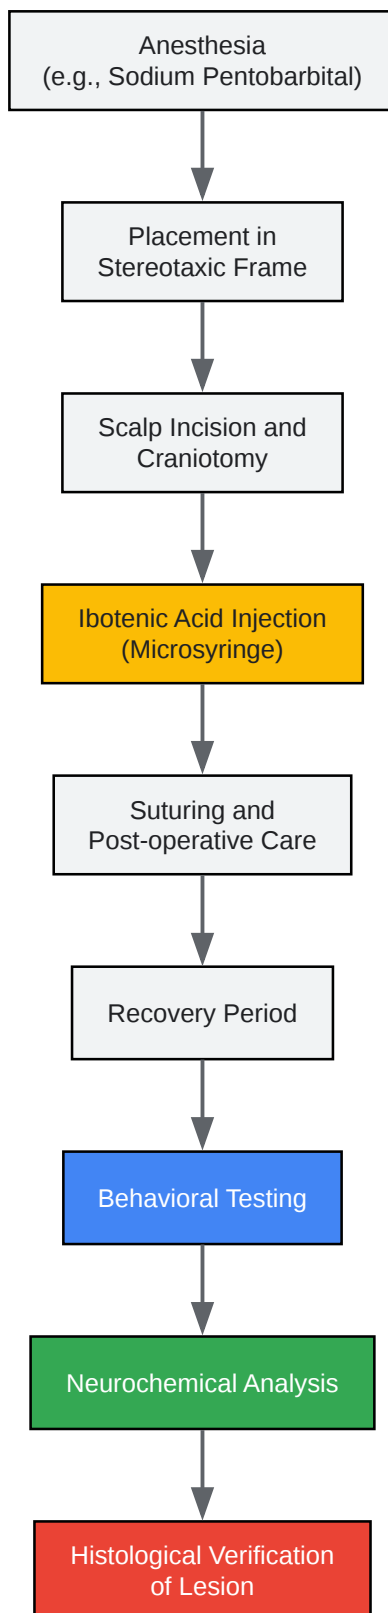 Anesthesia
(e.g., Sodium Pentobarbital)
Placement in
Stereotaxic Frame
Scalp Incision and
Craniotomy
Ibotenic Acid Injection
(Microsyringe)
Suturing and
Post-operative Care
Recovery Period
Behavioral Testing
Neurochemical Analysis
Histological Verification
of Lesion